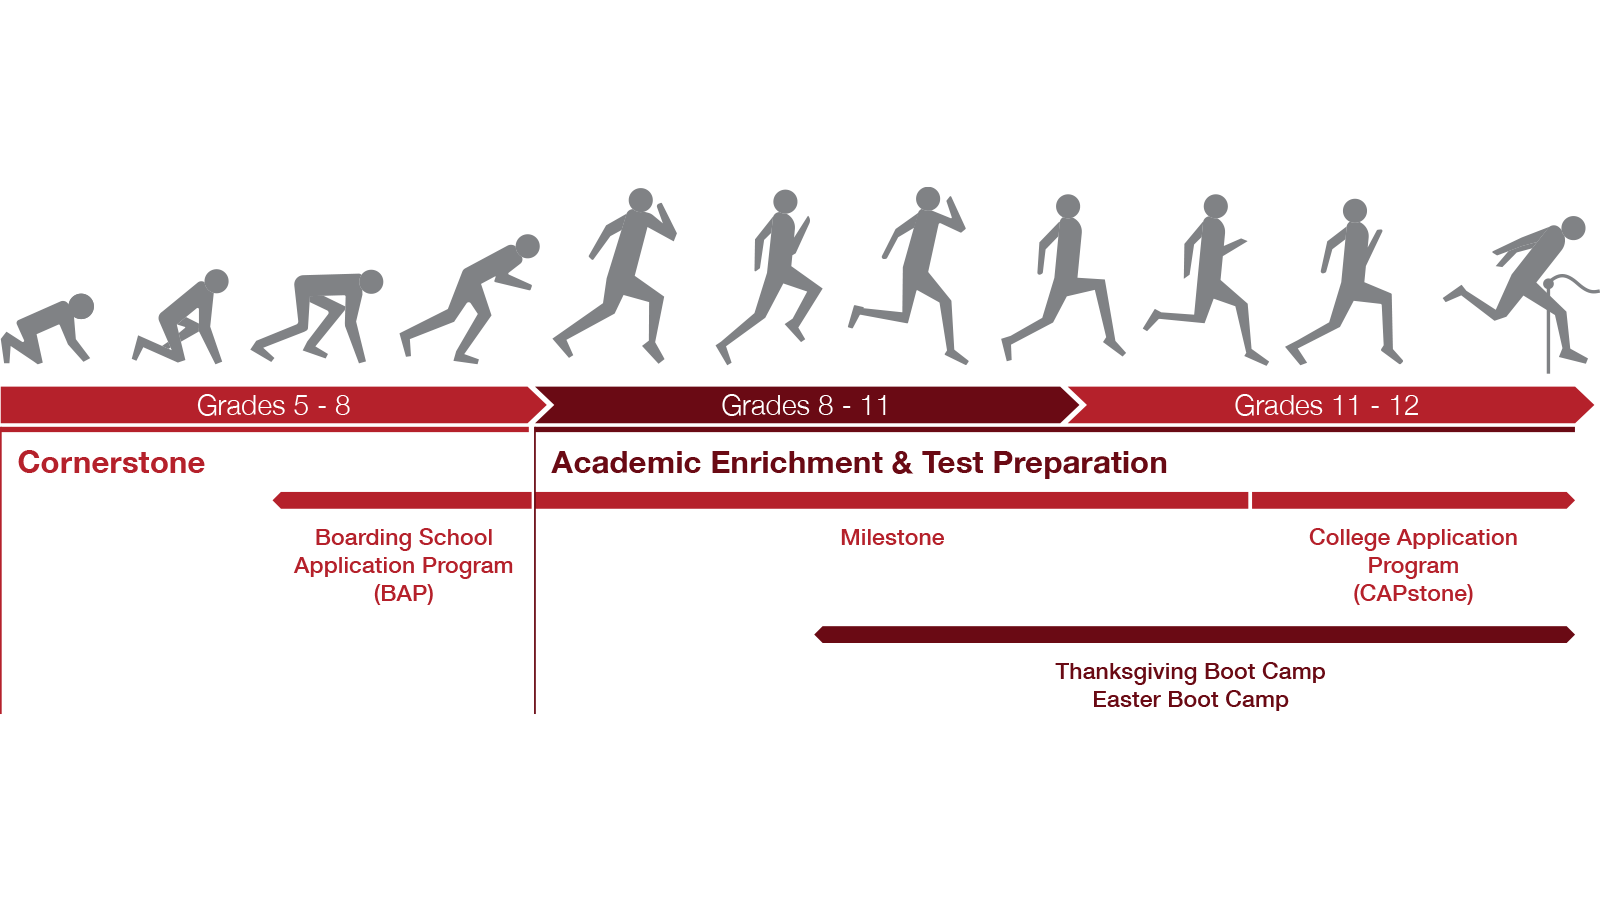 Grades 5 - 8
Grades 8 - 11
Grades 11 - 12
Cornerstone
Academic Enrichment & Test Preparation
Boarding School
Application Program
(BAP)
Milestone
College Application
Program
(CAPstone)
Thanksgiving Boot Camp
Easter Boot Camp